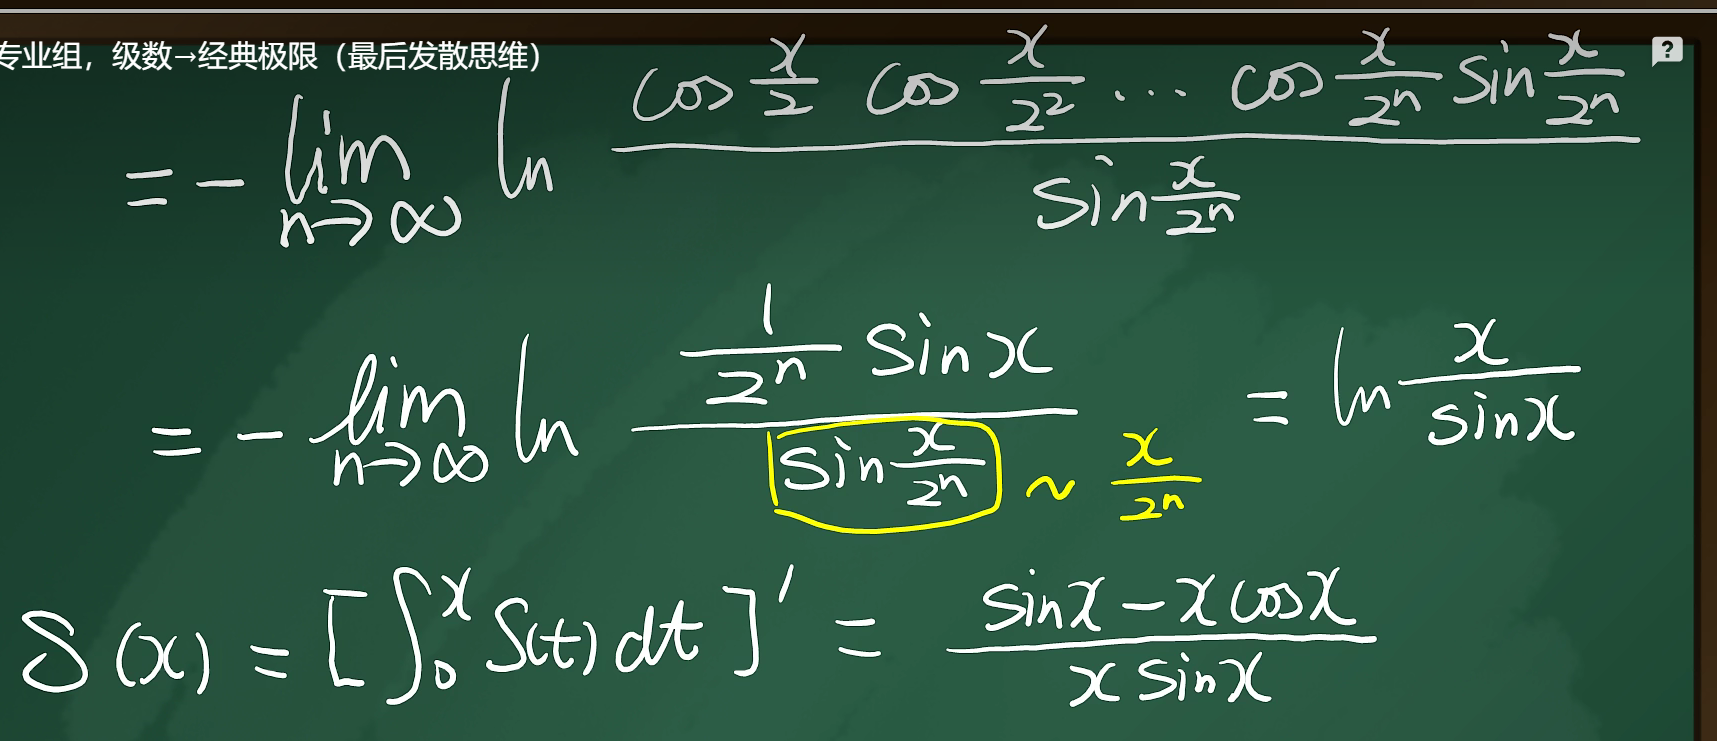 专业组，级数→经典极限（最后发散思维）
= - lim_{n→∞} ln (cos x/2 cos x/2² ... cos x/2ⁿ sin x/2ⁿ) / (sin x/2ⁿ)
= - lim_{n→∞} ln (1/2ⁿ sin x) / (sin x/2ⁿ) ~ x/2ⁿ = ln x/sin x
S(x) = [∫₀ˣ S(t) dt]′ = (sin x - x cos x) / (x sin x)